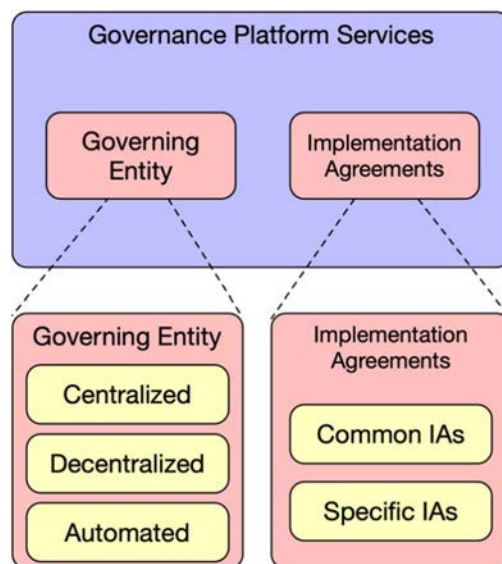 Governance Platform Services
Governing
Entity
Implementation
Agreements
Governing Entity
Centralized
Decentralized
Automated
Implementation
Agreements
Common IAs
Specific IAs